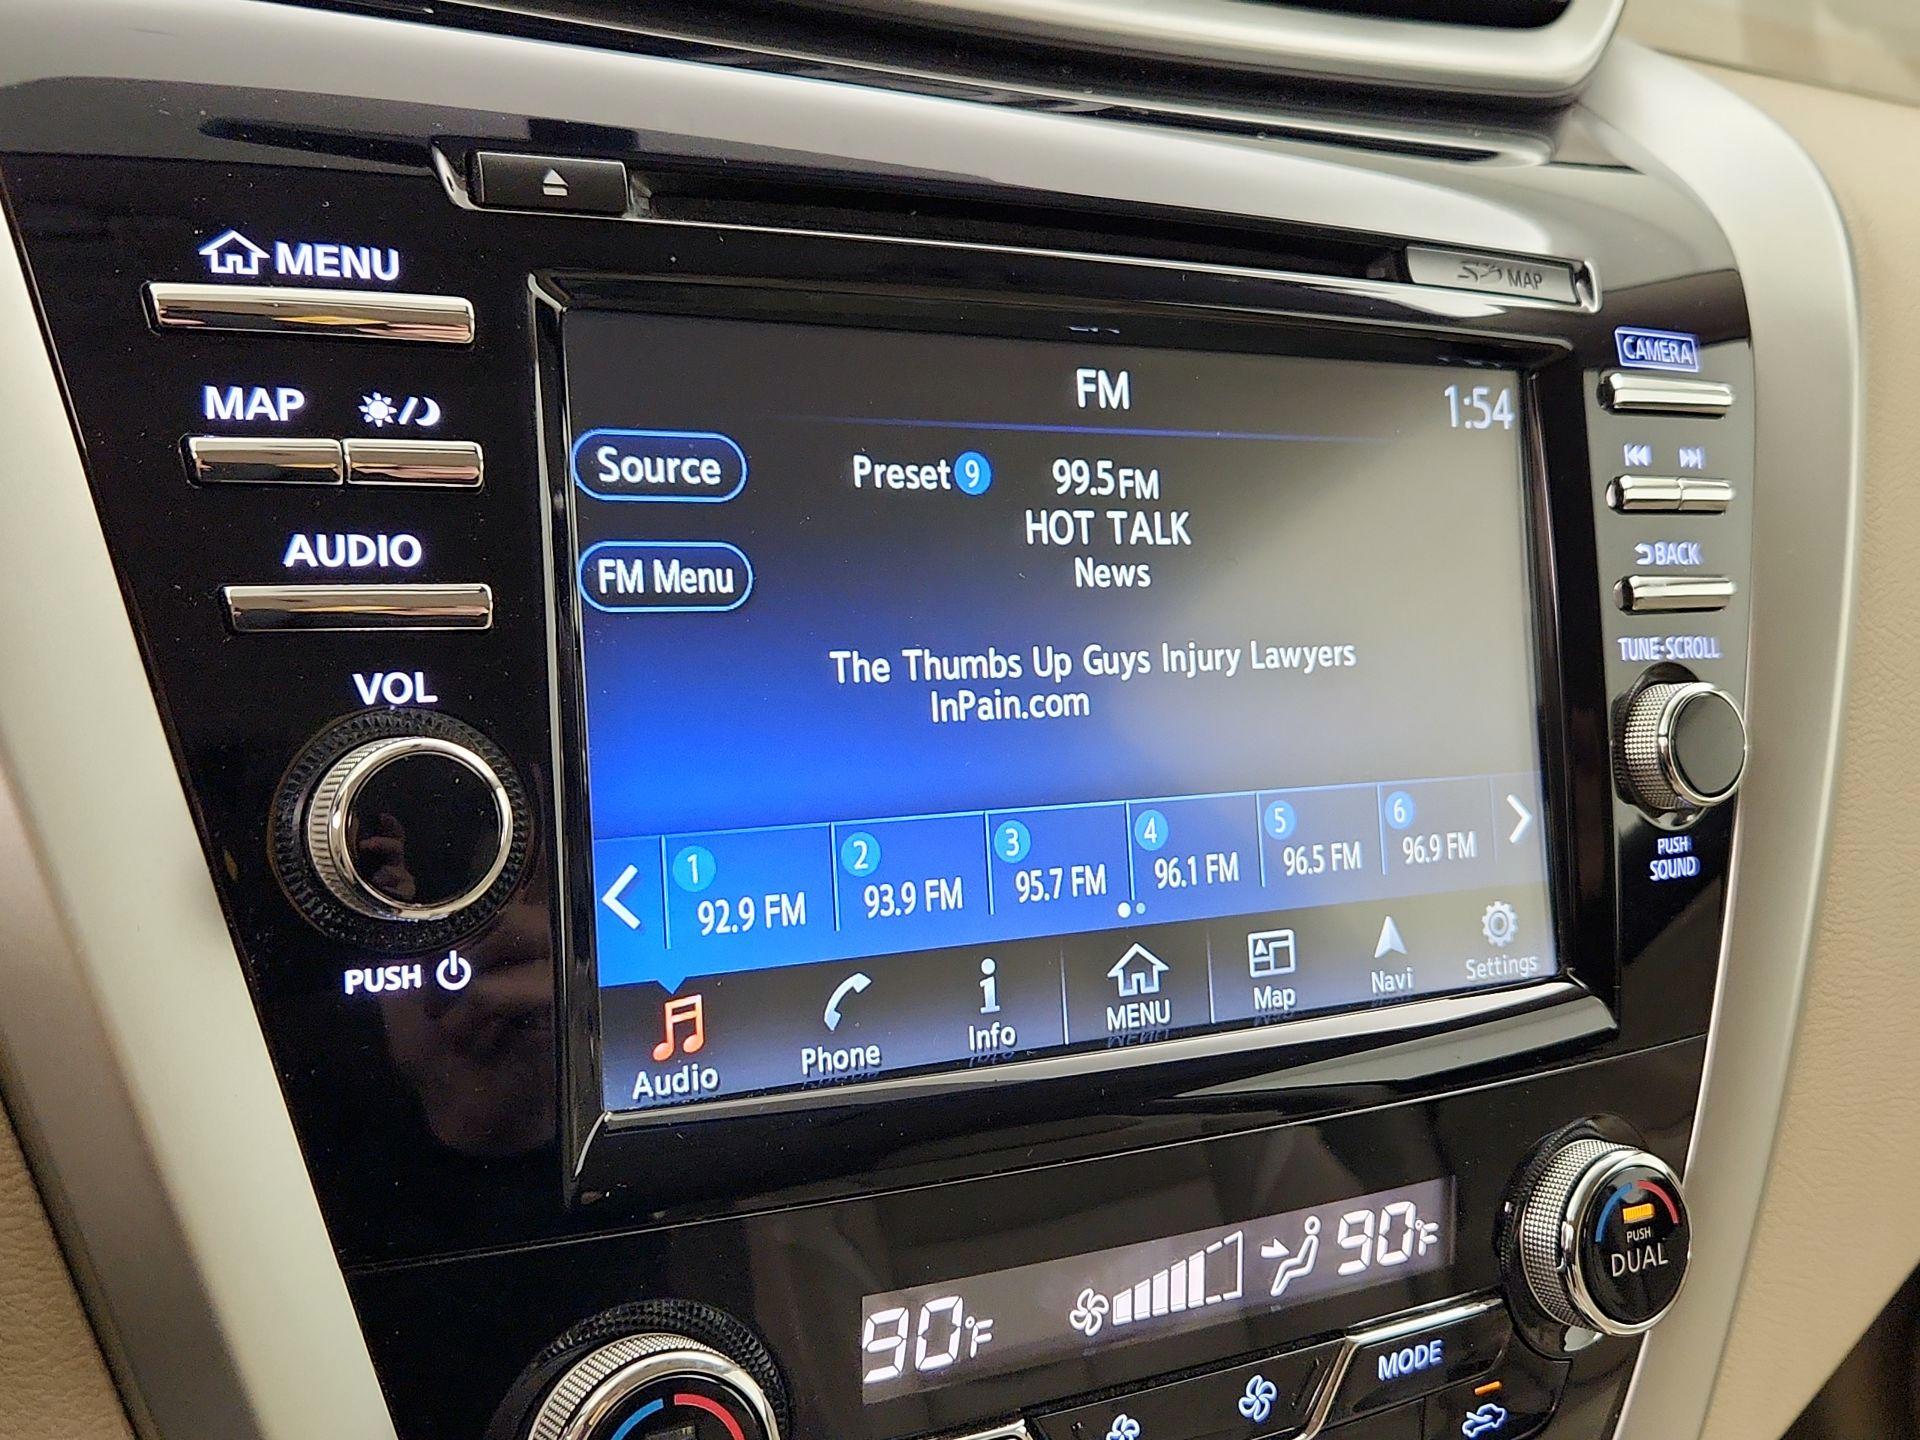 MENU
MAP
AUDIO
VOL
PUSH
MAP
FM
1:54
Source
Preset 9 99.5 FM
HOT TALK
News
FM Menu
The Thumbs Up Guys Injury Lawyers
InPain.com
1 92.9 FM
2 93.9 FM
3 95.7 FM
4 96.1 FM
5 96.5 FM
6 96.9 FM
Audio
Phone
Info
MENU
Map
Navi
Settings
CAMERA
BACK
TUNE·SCROLL
PUSH
SOUND
90°F
90°F
PUSH
DUAL
MODE